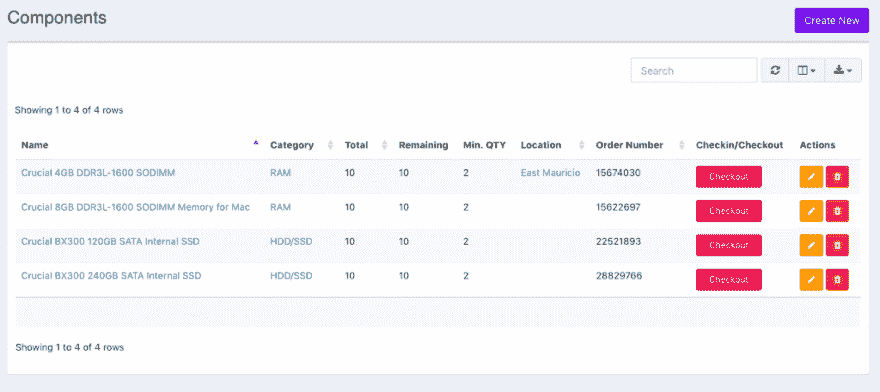 Components
Create New
Search
Showing 1 to 4 of 4 rows
Name Category Total Remaining Min. QTY Location Order Number Checkin/Checkout Actions
Crucial 4GB DDR3L-1600 SODIMM RAM 10 10 2 East Mauricio 15674030 Checkout
Crucial 8GB DDR3L-1600 SODIMM Memory for Mac RAM 10 10 2 15622697 Checkout
Crucial BX300 120GB SATA Internal SSD HDD/SSD 10 10 2 22521893 Checkout
Crucial BX300 240GB SATA Internal SSD HDD/SSD 10 10 2 28829766 Checkout
Showing 1 to 4 of 4 rows